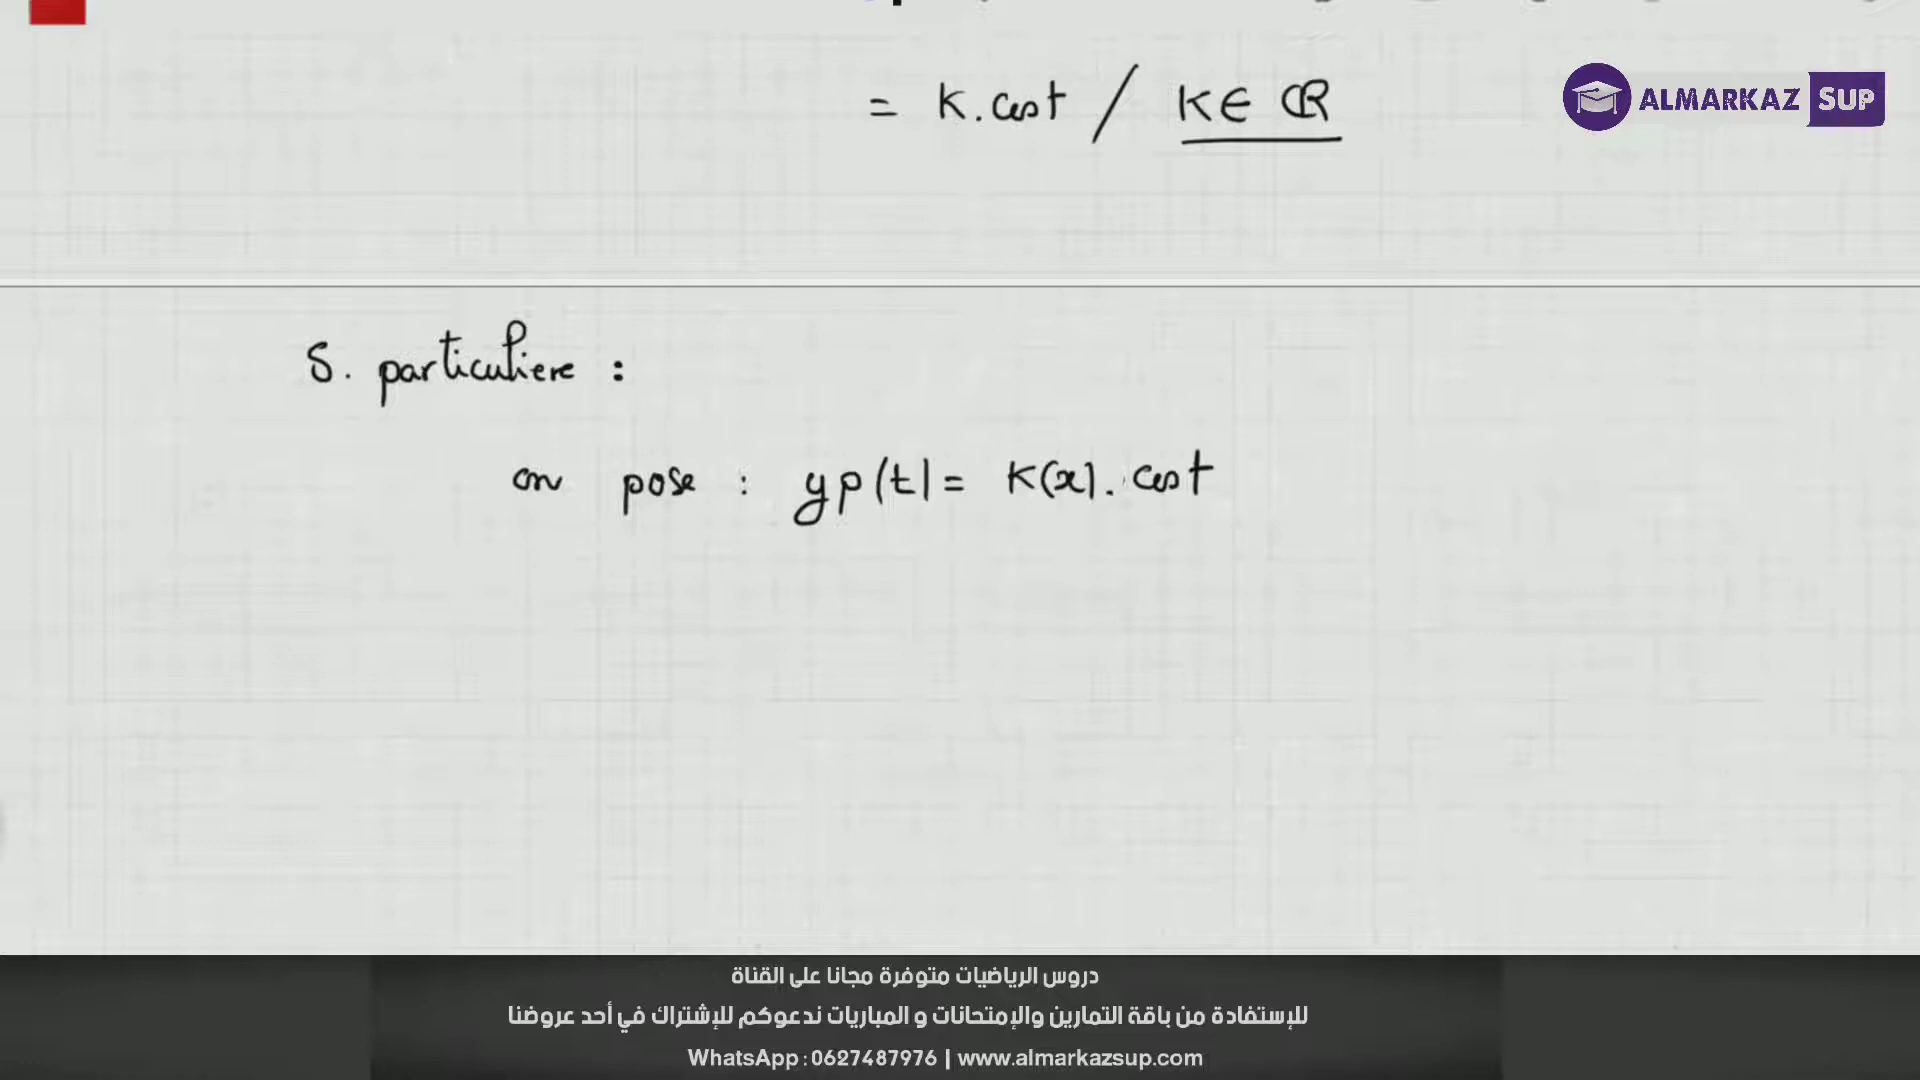 = K.cost / K ∈ ℝ
ALMARKAZ SUP
S. particuliere :
on pose : yp(t) = K(x). cost
دروس الرياضيات متوفرة مجانا على القناة
للإستفادة من باقة التمارين والإمتحانات و المباريات ندعوكم للإشتراك في أحد عروضنا
WhatsApp : 0627487976 | www.almarkazsup.com